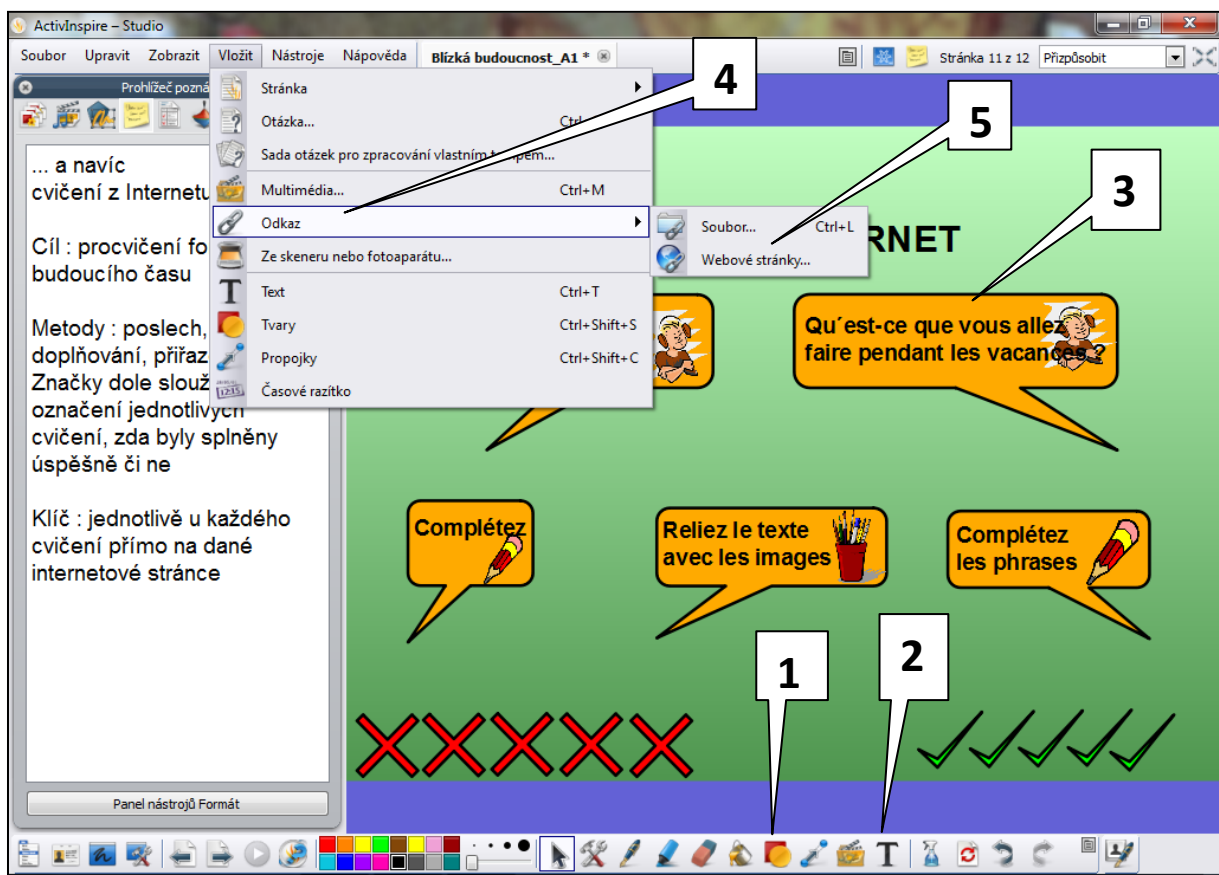 ActivInspire – Studio
Soubor Upravit Zobrazit Vložit Nástroje Nápověda Blízká budoucnost_A1 * Stránka 11 z 12 Přizpůsobit
Prohlížeč pozná
... a navíc
cvičení z Internetu
Cíl : procvičení fo
budoucího času
Metody : poslech,
doplňování, přiřaz
Značky dole slouž
označení jednotlivých
cvičení, zda byly splněny
úspěšně či ne
Klíč : jednotlivě u každého
cvičení přímo na dané
internetové stránce
Panel nástrojů Formát
Stránka
Otázka...
Sada otázek pro zpracování vlastním tempem...
Multimédia... Ctrl+M
Odkaz
Ze skeneru nebo fotoaparátu...
Text Ctrl+T
Tvary Ctrl+Shift+S
Propojky Ctrl+Shift+C
Časové razítko
Soubor... Ctrl+L
Webové stránky...
4
5
3
RNET
Qu´est-ce que vous allez
faire pendant les vacances ?
Complétez
Reliez le texte
avec les images
Complétez
les phrases
1
2
T